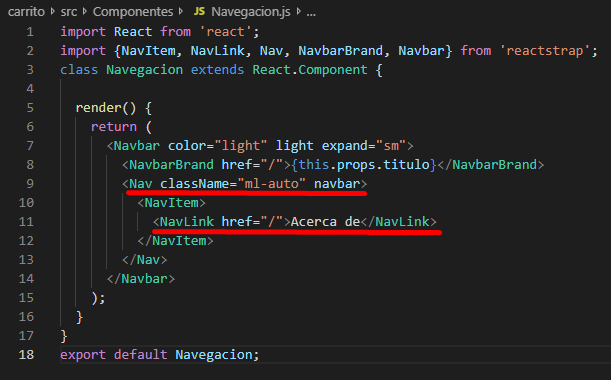 carrito > src > Componentes > JS Navegacion.js > ...
1 import React from 'react';
2 import {NavItem, NavLink, Nav, NavbarBrand, Navbar} from 'reactstrap';
3 class Navegacion extends React.Component {
4
5   render() {
6     return (
7       <Navbar color="light" light expand="sm">
8         <NavbarBrand href="/">{this.props.titulo}</NavbarBrand>
9         <Nav className="ml-auto" navbar>
10           <NavItem>
11             <NavLink href="/">Acerca de</NavLink>
12           </NavItem>
13         </Nav>
14       </Navbar>
15     );
16   }
17 }
18 export default Navegacion;